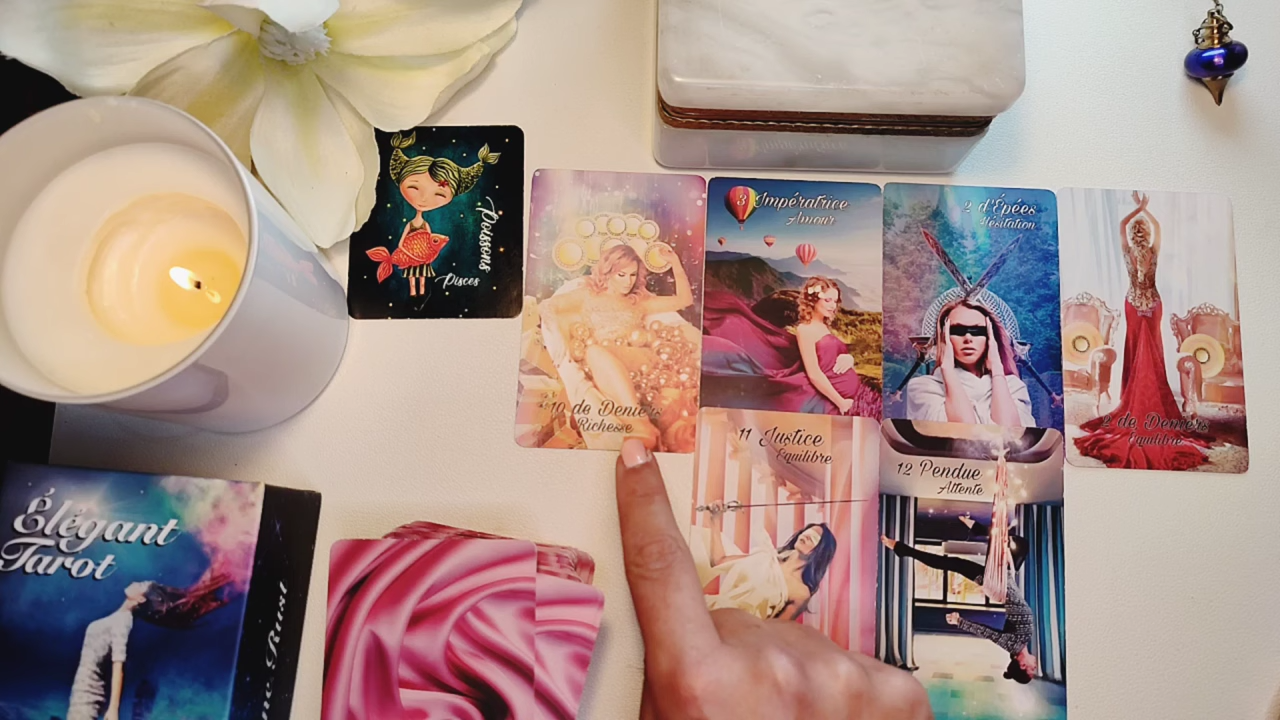 Poissons
Pisces
10 de Deniers
Richesse
3 Impératrice
Amour
2 d'Épées
Hésitation
2 de Deniers
Equilibre
11 Justice
Equilibre
12 Pendue
Attente
Élégant
Tarot